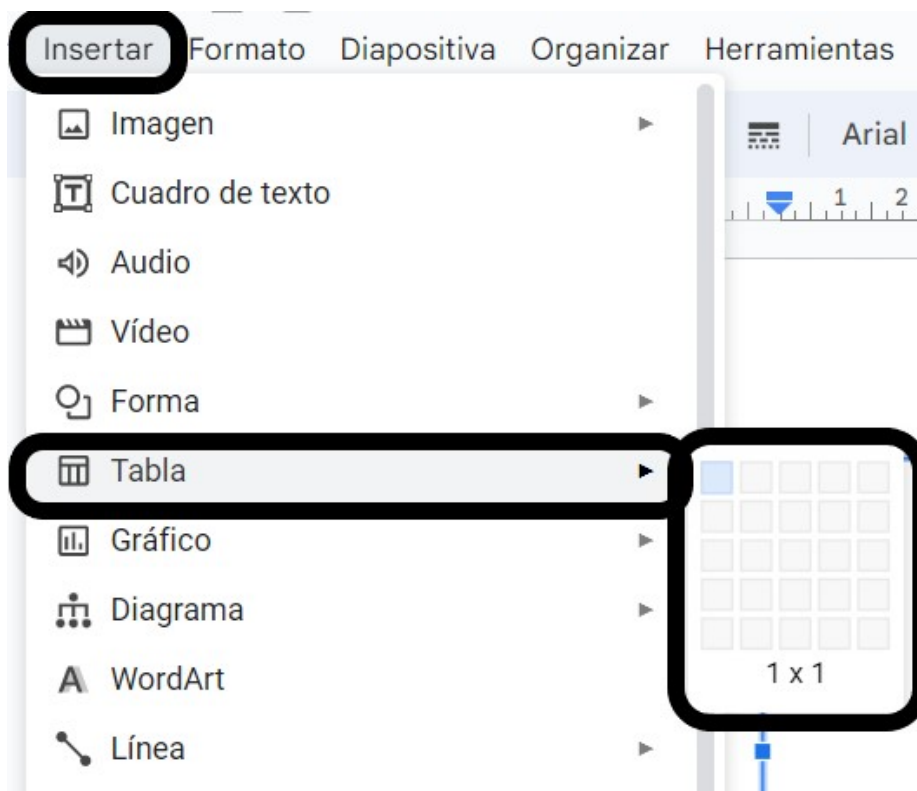 Insertar Formato Diapositiva Organizar Herramientas
Imagen
Arial
Cuadro de texto
1 2
Audio
Vídeo
Forma
Tabla
Gráfico
Diagrama
1 x 1
WordArt
Línea